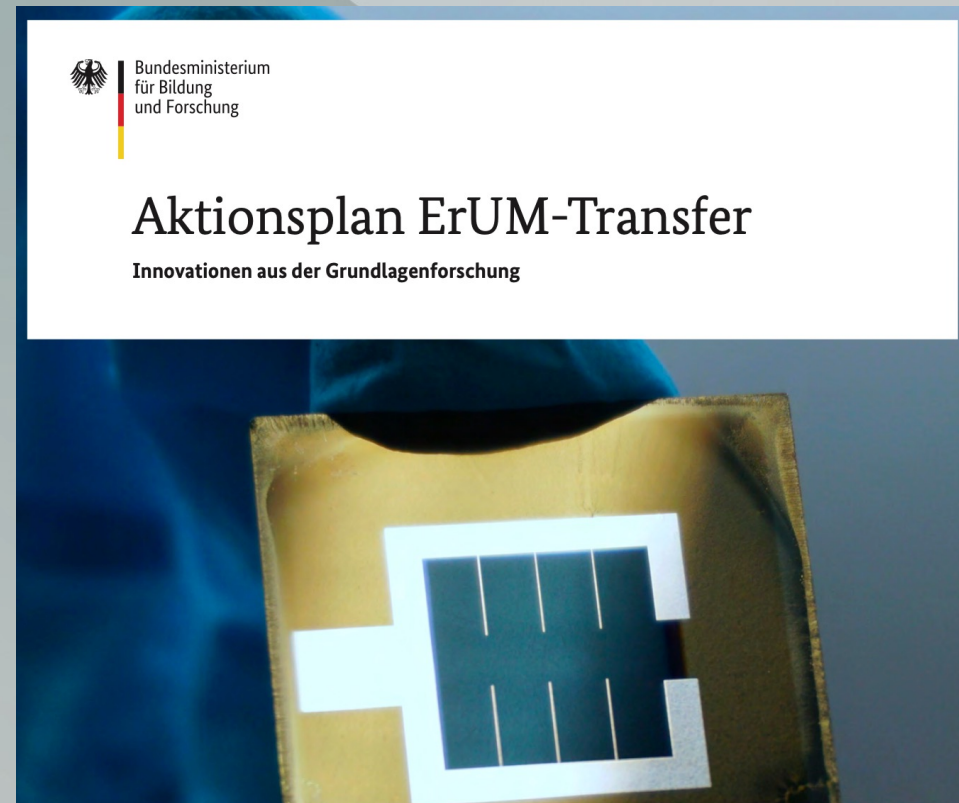 Bundesministerium
für Bildung
und Forschung
Aktionsplan ErUM-Transfer
Innovationen aus der Grundlagenforschung